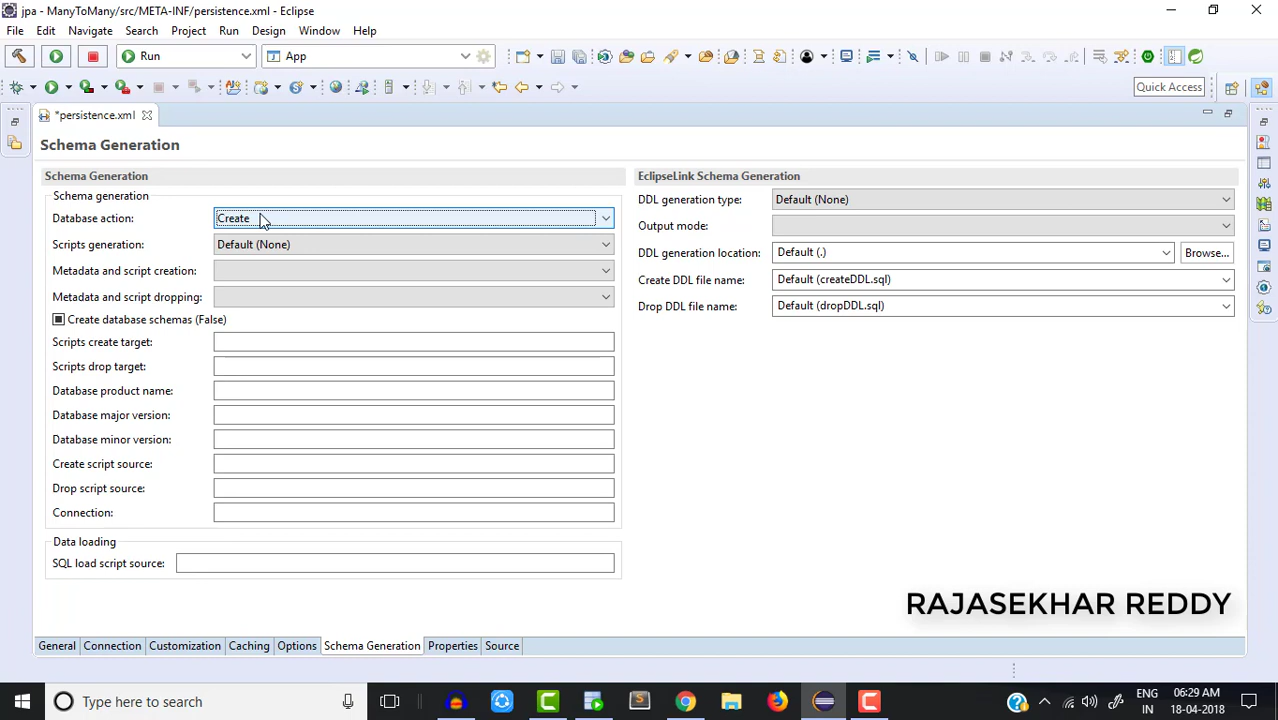 jpa - ManyToMany/src/META-INF/persistence.xml - Eclipse
File Edit Navigate Search Project Run Design Window Help
Run App
Quick Access
*persistence.xml
Schema Generation
Schema Generation
Schema generation
Database action: Create
Scripts generation: Default (None)
Metadata and script creation:
Metadata and script dropping:
Create database schemas (False)
Scripts create target:
Scripts drop target:
Database product name:
Database major version:
Database minor version:
Create script source:
Drop script source:
Connection:
Data loading
SQL load script source:
EclipseLink Schema Generation
DDL generation type: Default (None)
Output mode:
DDL generation location: Default (.) Browse...
Create DDL file name: Default (createDDL.sql)
Drop DDL file name: Default (dropDDL.sql)
RAJASEKHAR REDDY
General Connection Customization Caching Options Schema Generation Properties Source
Type here to search
ENG 06:29 AM
IN 18-04-2018